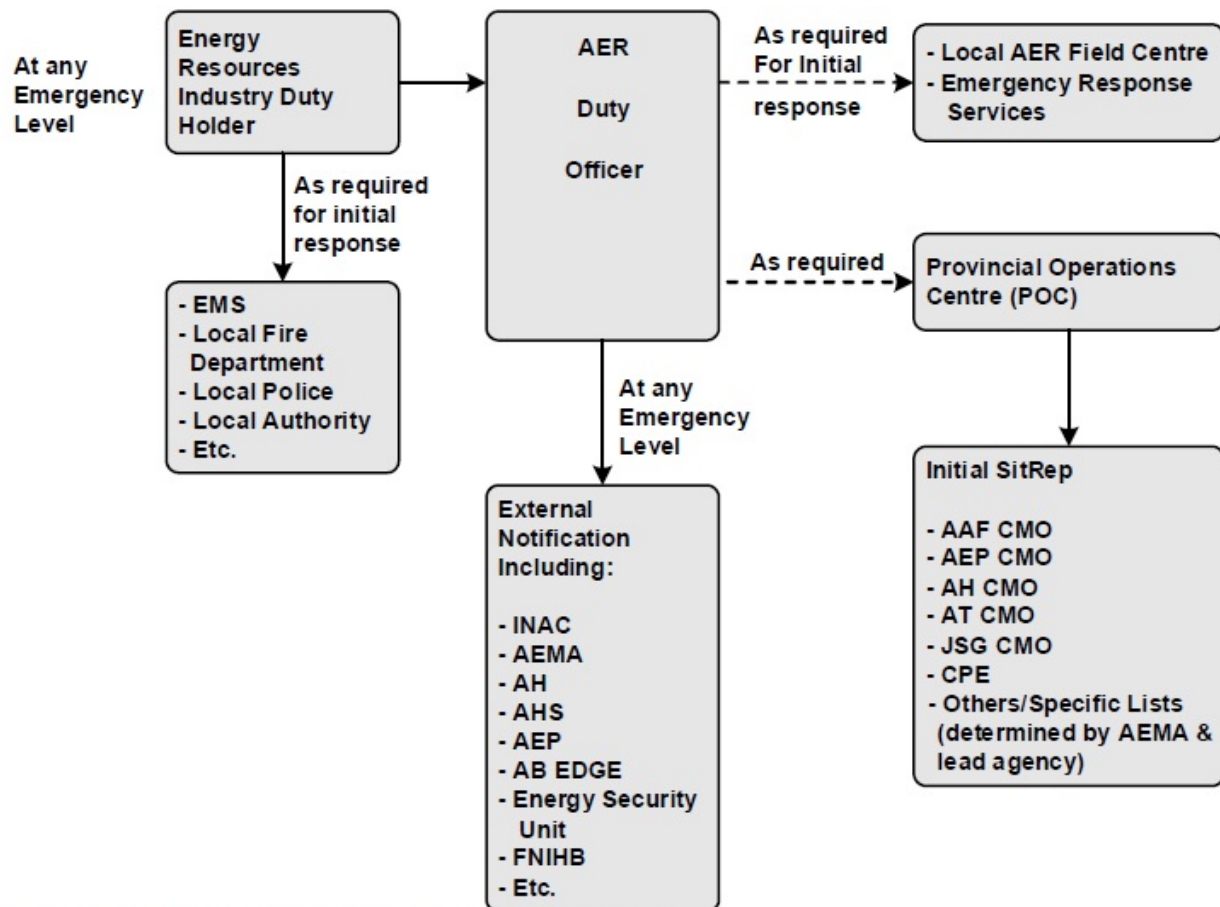 At any
Emergency
Level
Energy
Resources
Industry Duty
Holder
AER
Duty
Officer
As required
For Initial
response
- Local AER Field Centre
- Emergency Response
Services
As required
for initial
response
- EMS
- Local Fire
Department
- Local Police
- Local Authority
- Etc.
As required
Provincial Operations
Centre (POC)
At any
Emergency
Level
External
Notification
Including:
- INAC
- AEMA
- AH
- AHS
- AEP
- AB EDGE
- Energy Security
Unit
- FNIHB
- Etc.
Initial SitRep
- AAF CMO
- AEP CMO
- AH CMO
- AT CMO
- JSG CMO
- CPE
- Others/Specific Lists
(determined by AEMA &
lead agency)